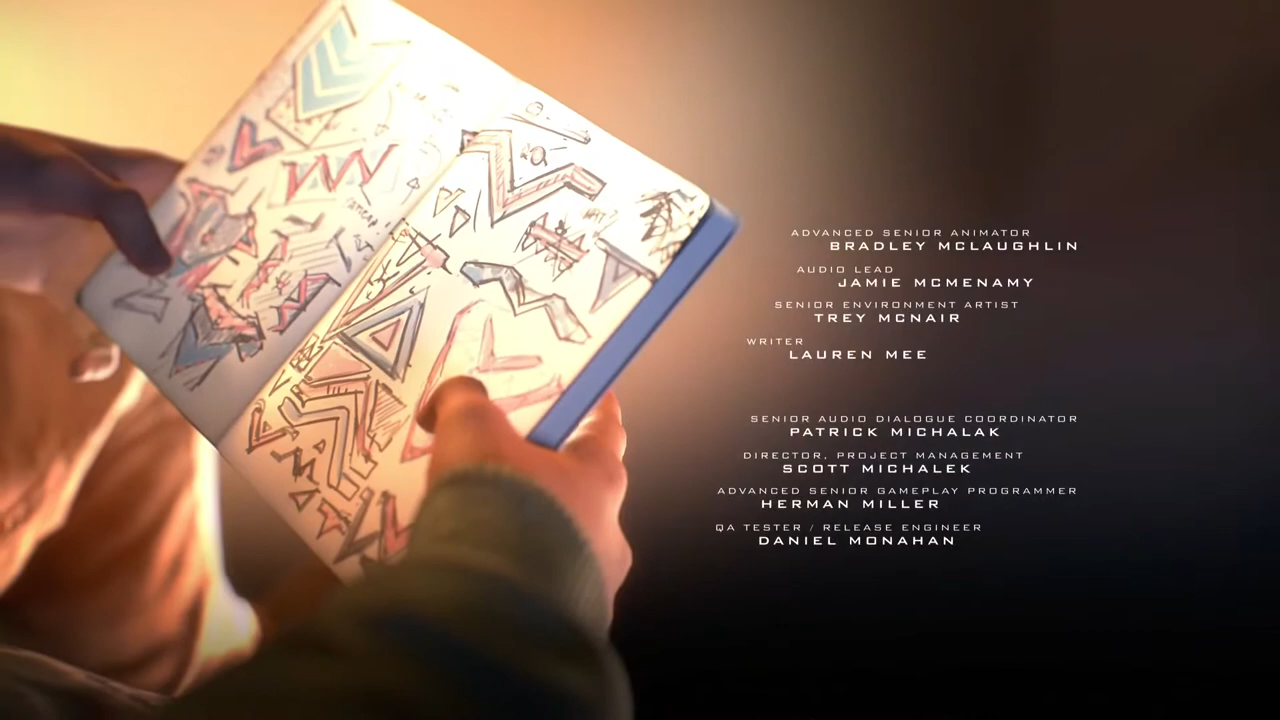 ADVANCED SENIOR ANIMATOR
BRADLEY MCLAUGHLIN
AUDIO LEAD
JAMIE MCMENAMY
SENIOR ENVIRONMENT ARTIST
TREY MCNAIR
WRITER
LAUREN MEE
SENIOR AUDIO DIALOGUE COORDINATOR
PATRICK MICHALAK
DIRECTOR, PROJECT MANAGEMENT
SCOTT MICHALEK
ADVANCED SENIOR GAMEPLAY PROGRAMMER
HERMAN MILLER
QA TESTER / RELEASE ENGINEER
DANIEL MONAHAN